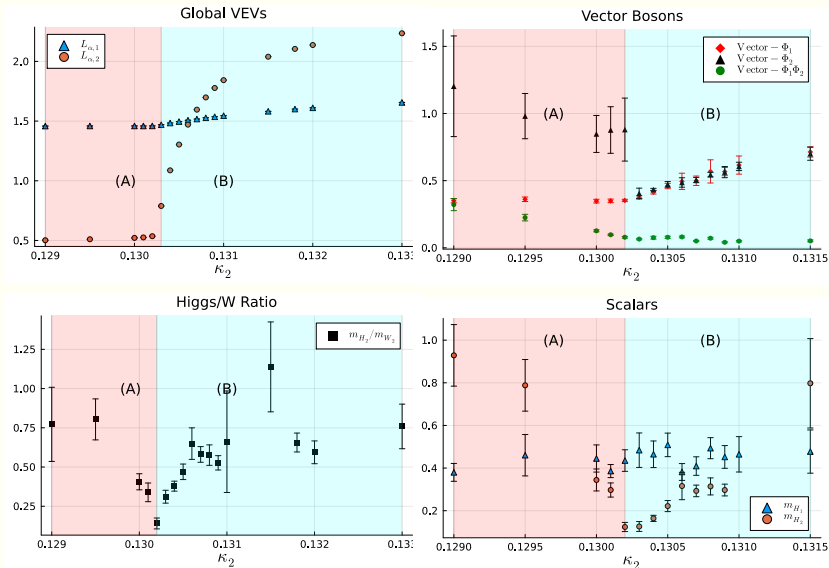 Global VEVs
L_{α,1}
L_{α,2}
2.0
1.5
1.0
0.5
(A)
(B)
0.129
0.130
0.131
0.132
0.133
κ_2
Vector Bosons
Vector − Φ_1
Vector − Φ_2
Vector − Φ_1Φ_2
1.5
1.0
0.5
0.0
(A)
(B)
0.1290
0.1295
0.1300
0.1305
0.1310
0.1315
κ_2
Higgs/W Ratio
m_{H_2}/m_{W_2}
1.25
1.00
0.75
0.50
0.25
(A)
(B)
0.129
0.130
0.131
0.132
0.133
κ_2
Scalars
1.0
0.8
0.6
0.4
0.2
(A)
(B)
m_{H_1}
m_{H_2}
0.1290
0.1295
0.1300
0.1305
0.1310
0.1315
κ_2